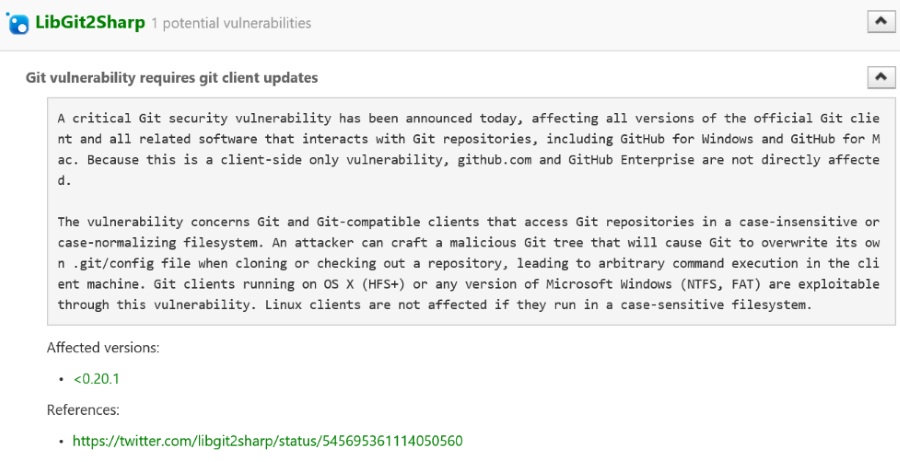 LibGit2Sharp 1 potential vulnerabilities
Git vulnerability requires git client updates
A critical Git security vulnerability has been announced today, affecting all versions of the official Git clie
nt and all related software that interacts with Git repositories, including GitHub for Windows and GitHub for M
ac. Because this is a client-side only vulnerability, github.com and GitHub Enterprise are not directly affecte
d.
The vulnerability concerns Git and Git-compatible clients that access Git repositories in a case-insensitive or
case-normalizing filesystem. An attacker can craft a malicious Git tree that will cause Git to overwrite its ow
n .git/config file when cloning or checking out a repository, leading to arbitrary command execution in the cli
ent machine. Git clients running on OS X (HFS+) or any version of Microsoft Windows (NTFS, FAT) are exploitable
through this vulnerability. Linux clients are not affected if they run in a case-sensitive filesystem.
Affected versions:
• <0.20.1
References:
• https://twitter.com/libgit2sharp/status/545695361114050560